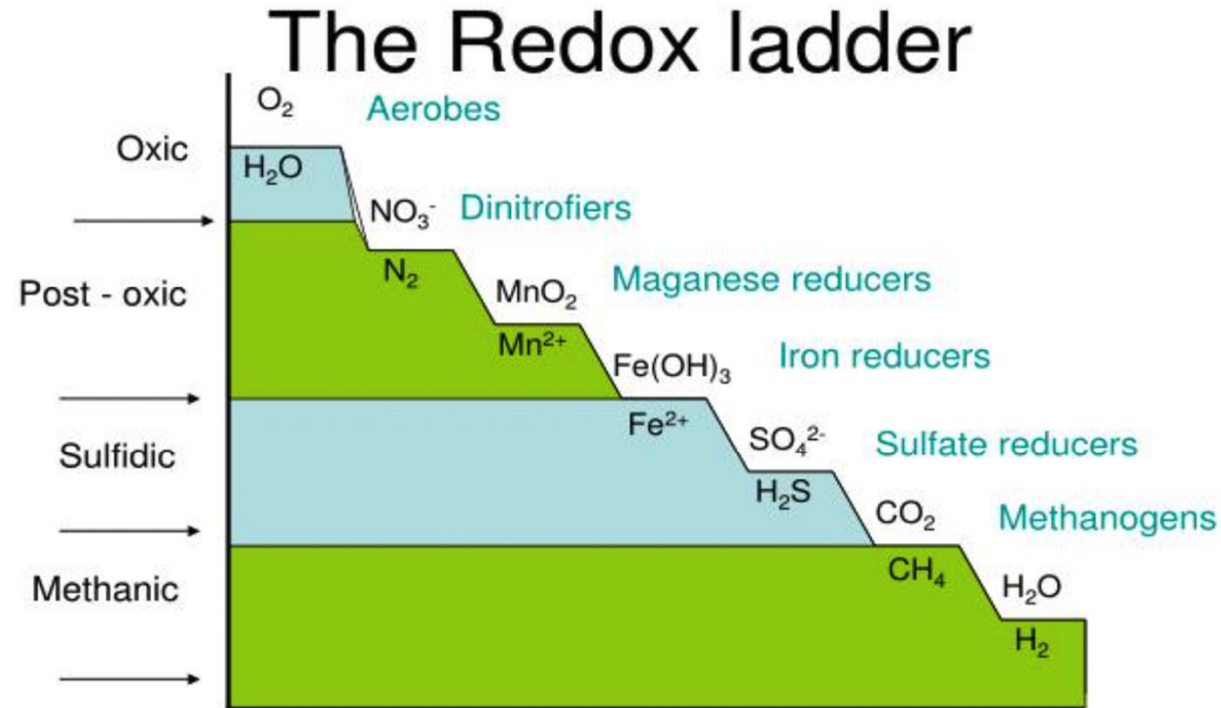 The Redox ladder
O₂
Aerobes
Oxic
H₂O
NO₃⁻
Dinitrofiers
N₂
Post - oxic
MnO₂
Maganese reducers
Mn²⁺
Fe(OH)₃
Iron reducers
Fe²⁺
Sulfidic
SO₄²⁻
Sulfate reducers
H₂S
CO₂
Methanogens
CH₄
Methanic
H₂O
H₂